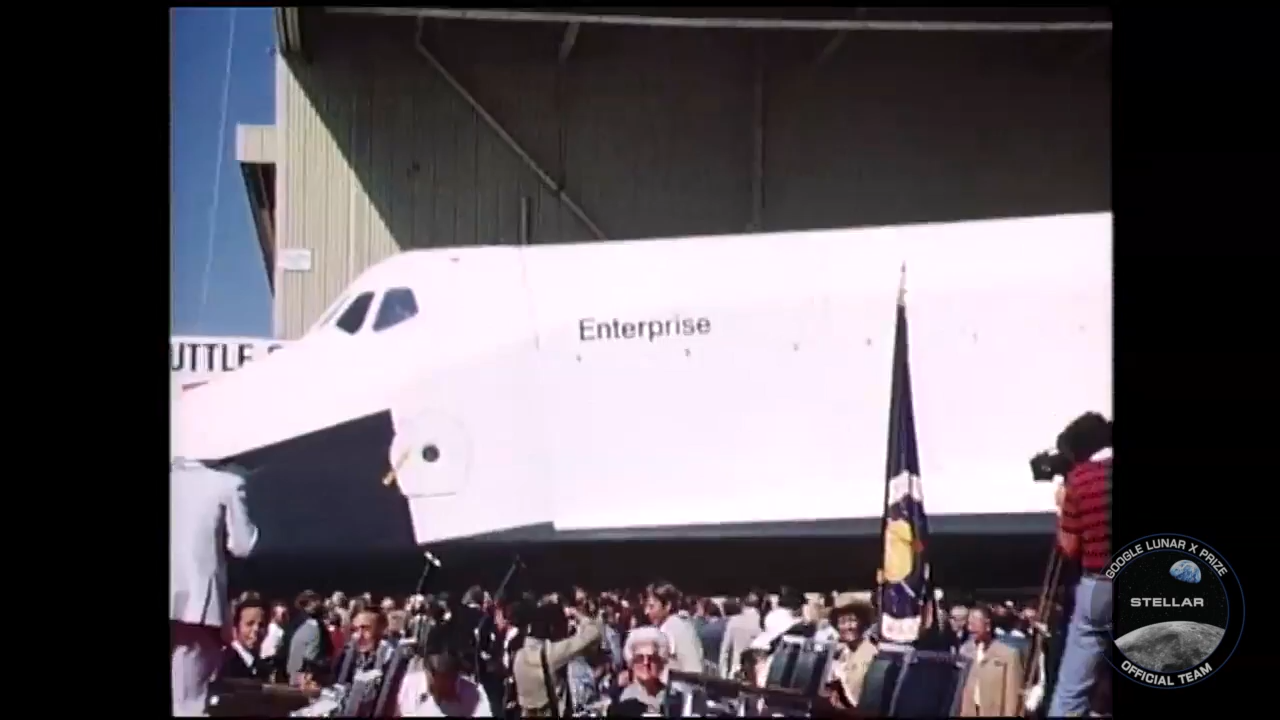 Enterprise
UTTLE
GOOGLE LUNAR X PRIZE
STELLAR
OFFICIAL TEAM